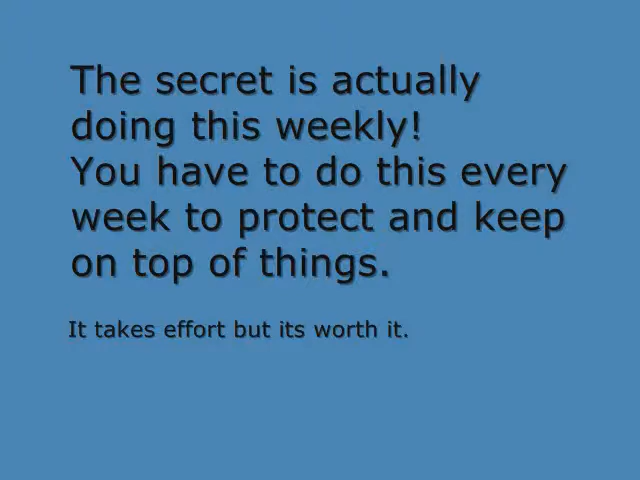 The secret is actually
doing this weekly!
You have to do this every
week to protect and keep
on top of things.
It takes effort but its worth it.